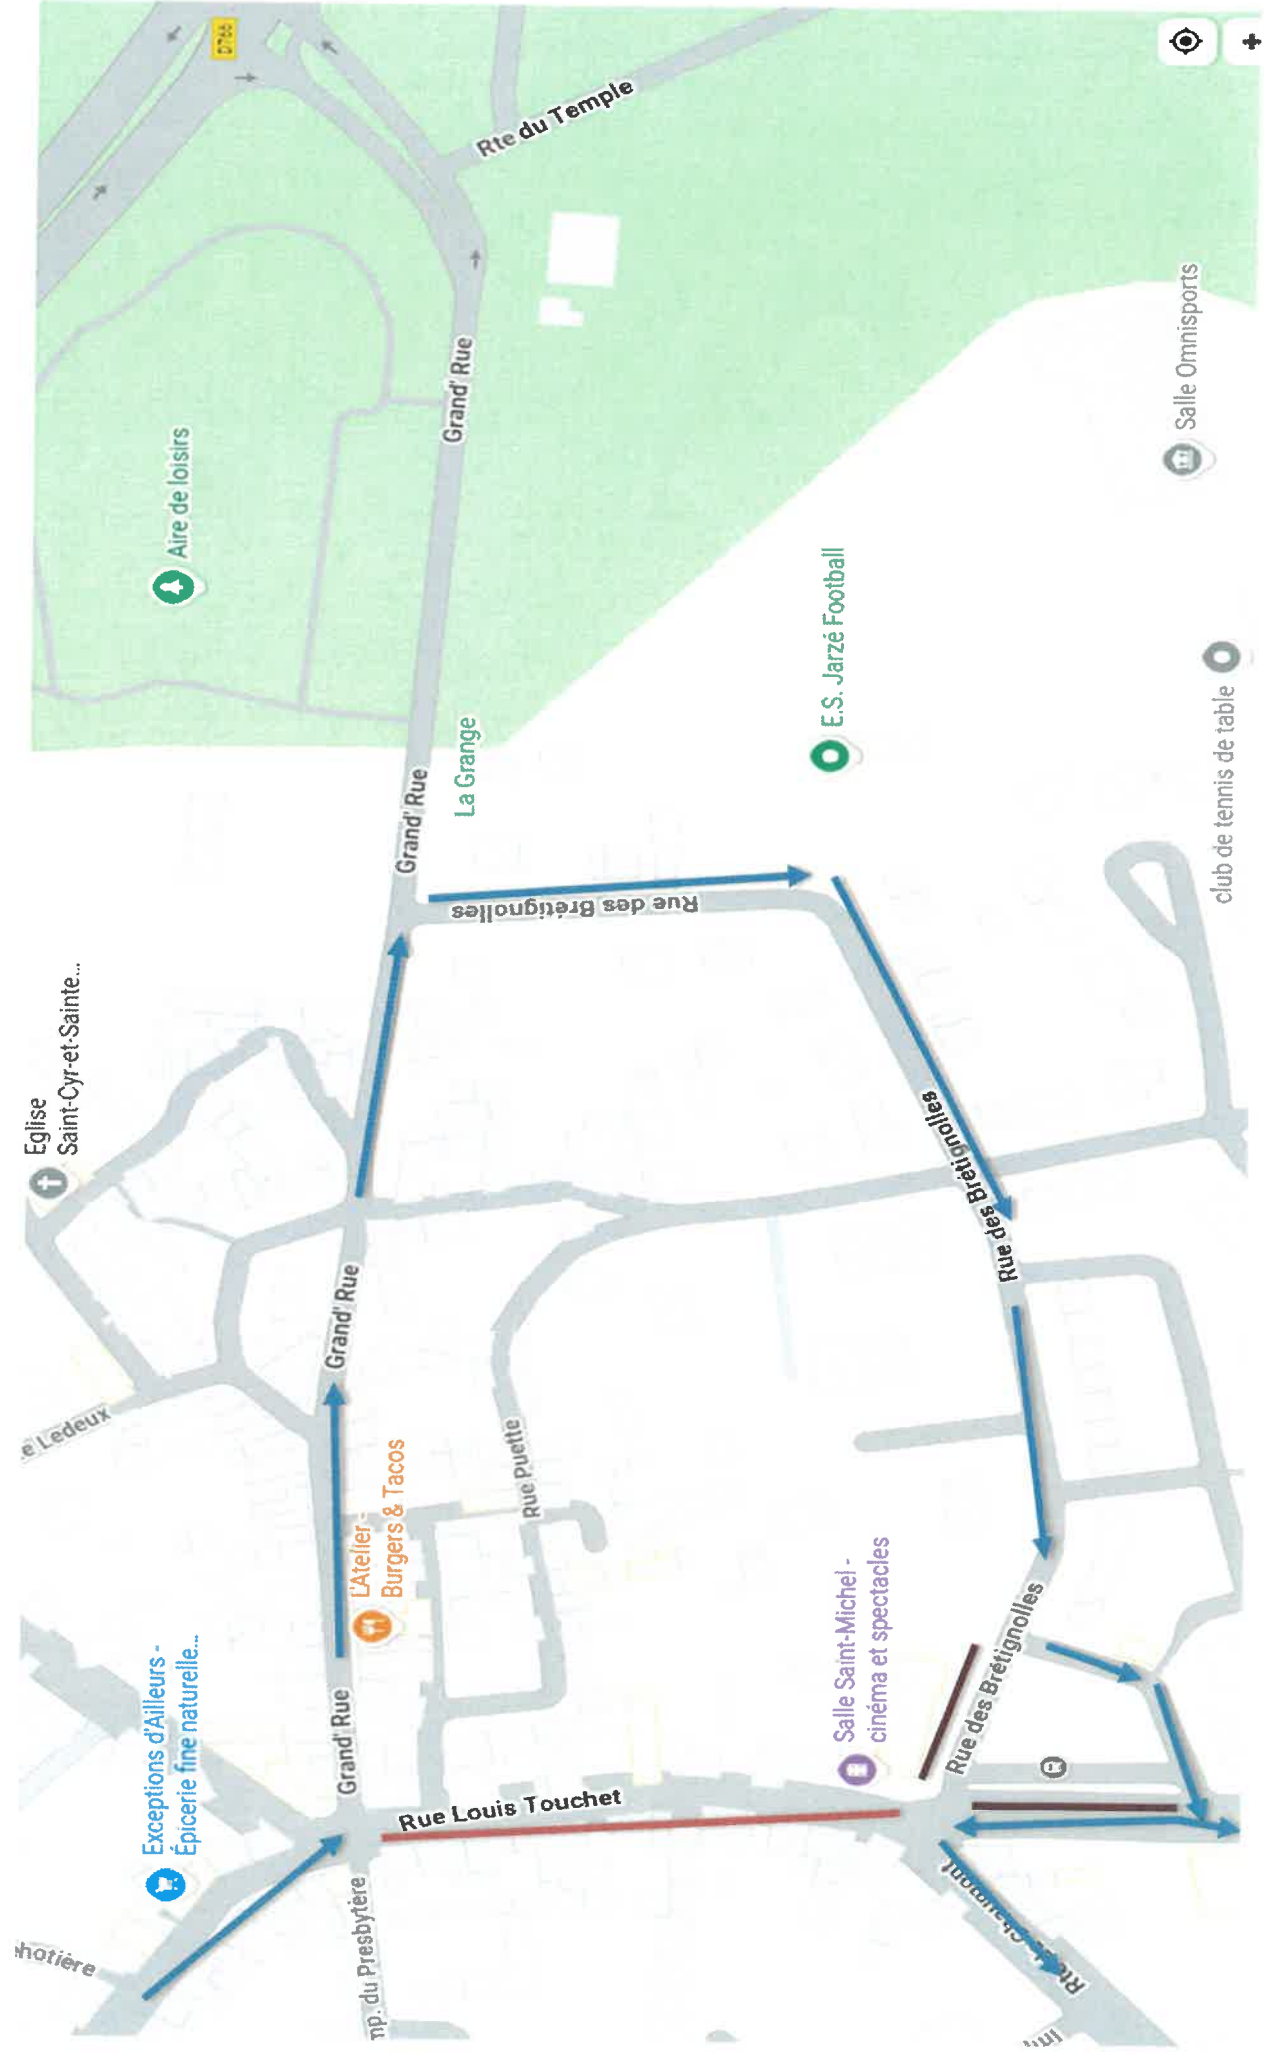 D766
Rte du Temple
Grand' Rue
Aire de loisirs
Salle Omnisports
E.S. Jarzé Football
club de tennis de table
La Grange
Grand' Rue
Rue des Brétignolles
Eglise
Saint-Cyr-et-Sainte...
Rue des Brétignolles
Grand' Rue
e Ledeux
Rue Puette
L'Atelier -
Burgers & Tacos
Exceptions d'Ailleurs -
Épicerie fine naturelle...
Salle Saint-Michel -
cinéma et spectacles
Rue des Brétignolles
Grand' Rue
Rue Louis Touchet
hotière
mp. du Presbytère
Rte de Chaumont